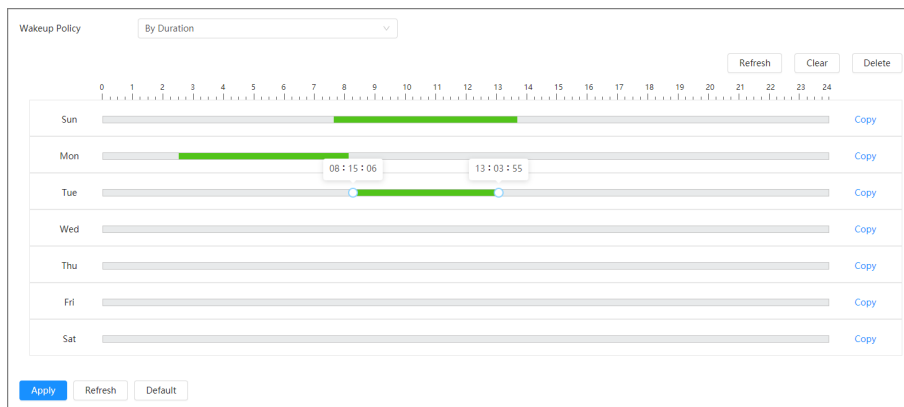 Wakeup Policy By Duration
Refresh Clear Delete
0 1 2 3 4 5 6 7 8 9 10 11 12 13 14 15 16 17 18 19 20 21 22 23 24
Sun Copy
Mon Copy
08 : 15 : 06 13 : 03 : 55
Tue Copy
Wed Copy
Thu Copy
Fri Copy
Sat Copy
Apply Refresh Default